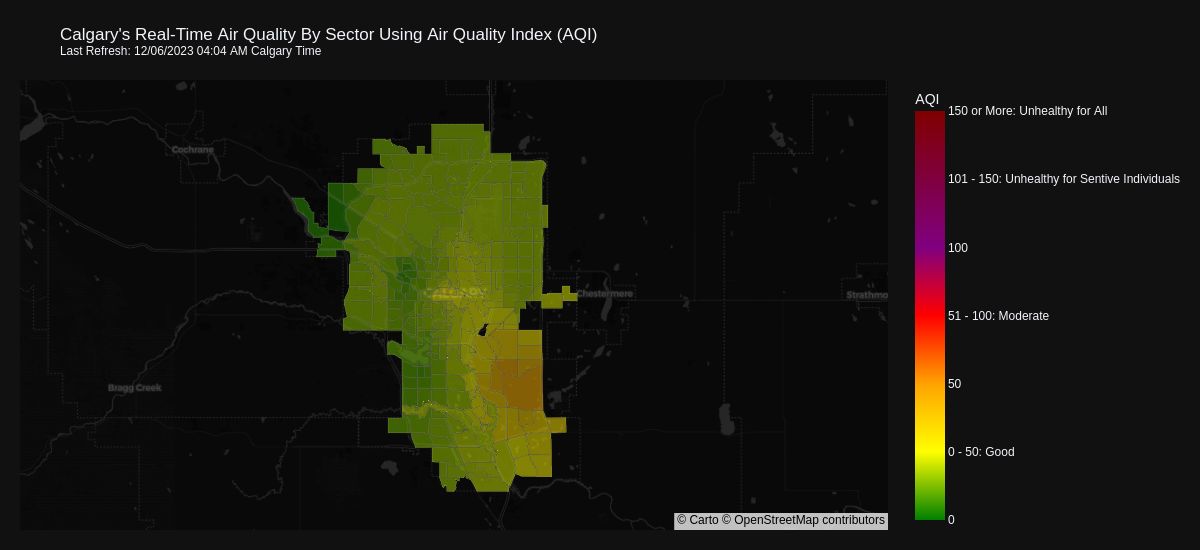 Calgary's Real-Time Air Quality By Sector Using Air Quality Index (AQI)
Last Refresh: 12/06/2023 04:04 AM Calgary Time
AQI
150 or More: Unhealthy for All
Cochrane
101 - 150: Unhealthy for Sentive Individuals
100
Chestermere
Strathmo
51 - 100: Moderate
50
Bragg Creek
0 - 50: Good
0
© Carto © OpenStreetMap contributors